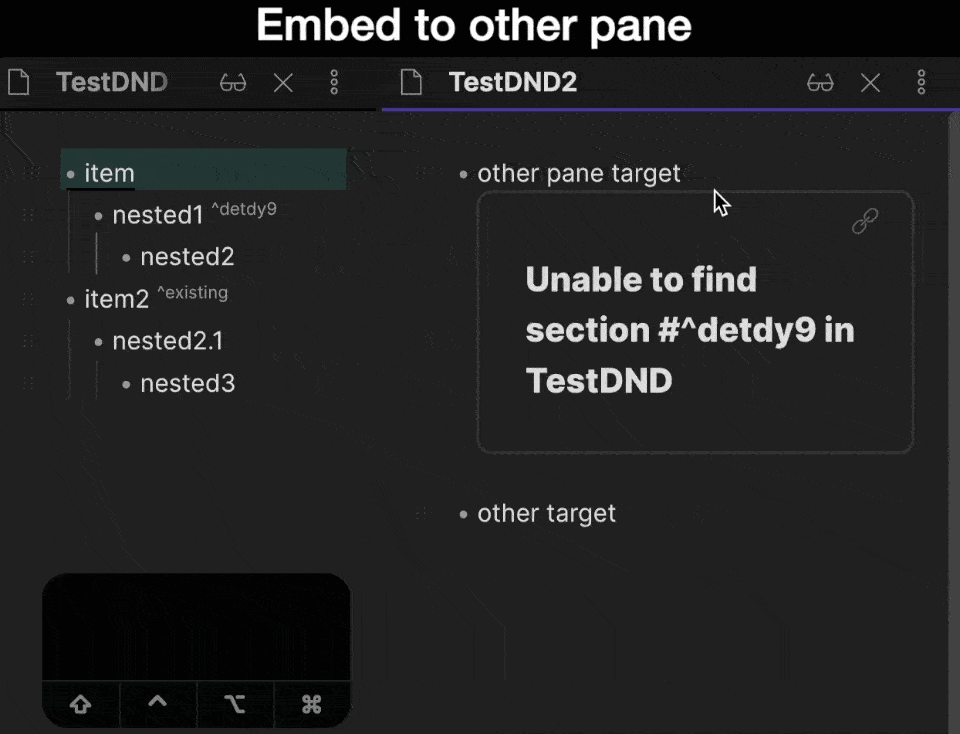 Embed to other pane
TestDND
TestDND2
item
nested1 ^detdy9
nested2
item2 ^existing
nested2.1
nested3
other pane target
Unable to find
section #^detdy9 in
TestDND
other target